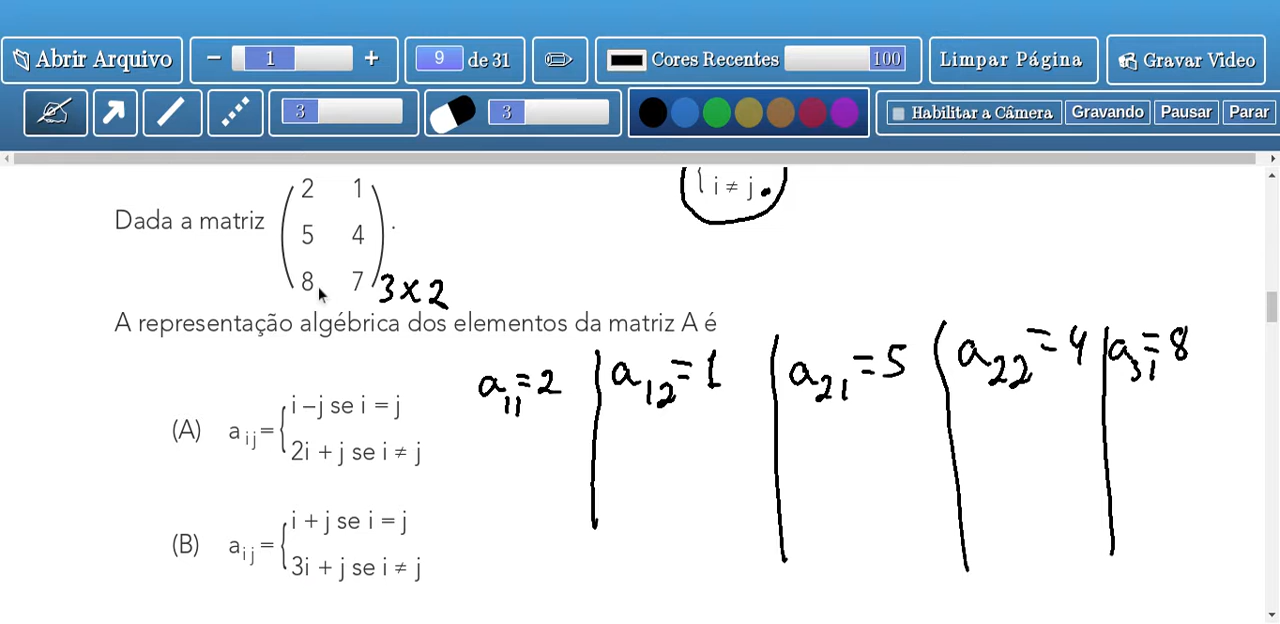 Abrir Arquivo − 1 + 9 de 31 Cores Recentes 100 Limpar Página Gravar Video
3 3 Habilitar a Câmera Gravando Pausar Parar
i ≠ j
Dada a matriz
2 1
5 4 .
8 7 3x2
A representação algébrica dos elementos da matriz A é
a11=2 a12=1 a21=5 a22=4 a31=8
(A) aij = { i – j se i = j
2i + j se i ≠ j
(B) aij = { i + j se i = j
3i + j se i ≠ j